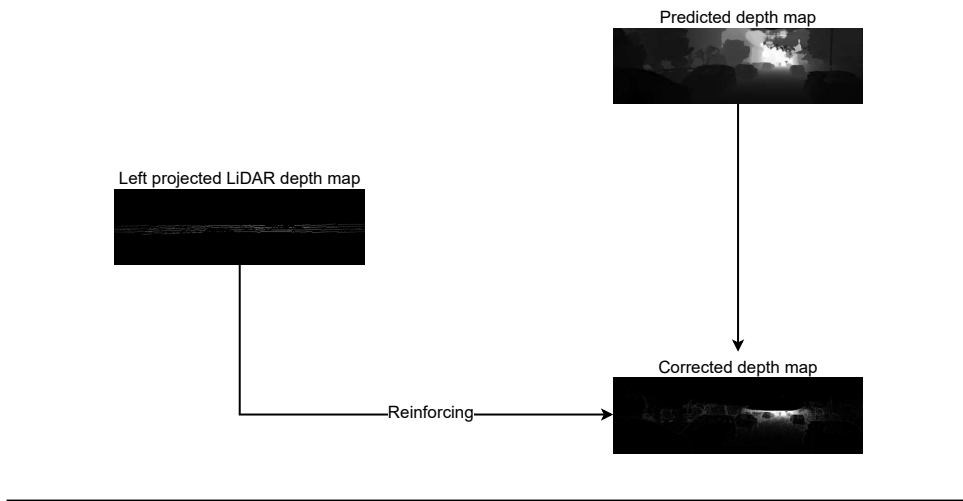 Predicted depth map
Left projected LiDAR depth map
Corrected depth map
Reinforcing